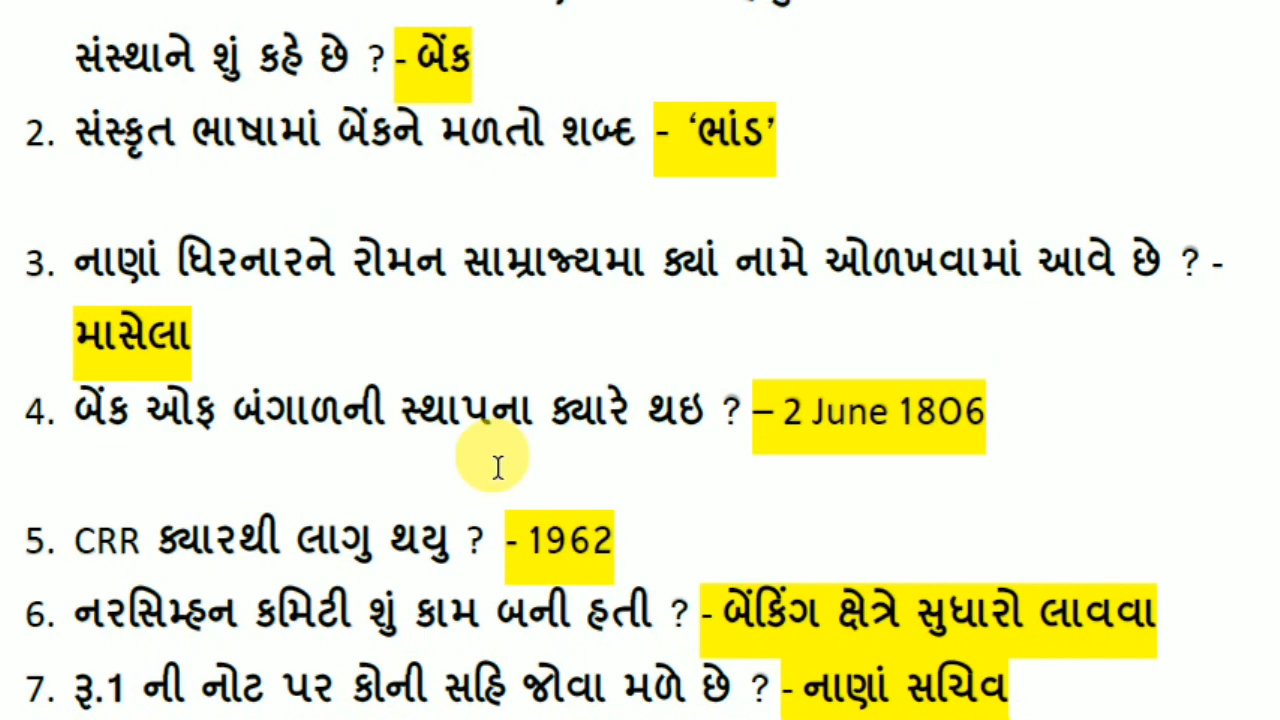 સંસ્થાને શું કહે છે ? - બેંક
2. સંસ્કૃત ભાષામાં બેંકને મળતો શબ્દ - ‘ભાંડ’
3. નાણાં ધિરનારને રોમન સામ્રાજ્યમા ક્યાં નામે ઓળખવામાં આવે છે ? -
માસેલા
4. બેંક ઓફ બંગાળની સ્થાપના ક્યારે થઇ ? – 2 June 1806
5. CRR ક્યારથી લાગુ થયુ ? - 1962
6. નરસિમ્હન કમિટી શું કામ બની હતી ? - બેંકિંગ ક્ષેત્રે સુધારો લાવવા
7. રૂ.1 ની નોટ પર કોની સહિ જોવા મળે છે ? - નાણાં સચિવ